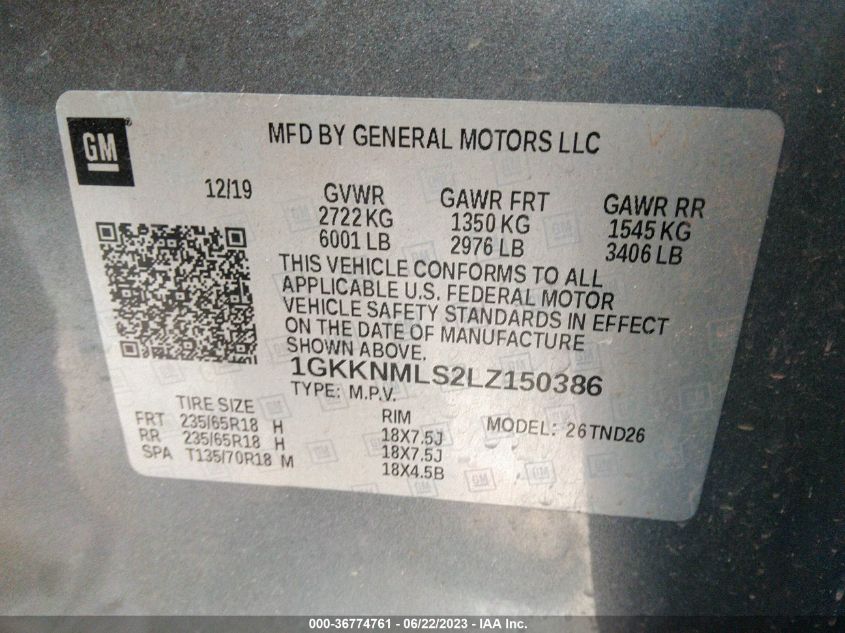 GM
MFD BY GENERAL MOTORS LLC
12/19 GVWR GAWR FRT GAWR RR
2722 KG 1350 KG 1545 KG
6001 LB 2976 LB 3406 LB
THIS VEHICLE CONFORMS TO ALL
APPLICABLE U.S. FEDERAL MOTOR
VEHICLE SAFETY STANDARDS IN EFFECT
ON THE DATE OF MANUFACTURE
SHOWN ABOVE.
1GKKNMLS2LZ150386
TYPE: M.P.V.
TIRE SIZE RIM MODEL: 26TND26
FRT 235/65R18 H 18X7.5J
RR 235/65R18 H 18X7.5J
SPA T135/70R18 M 18X4.5B
000-36774761 - 06/22/2023 - IAA Inc.